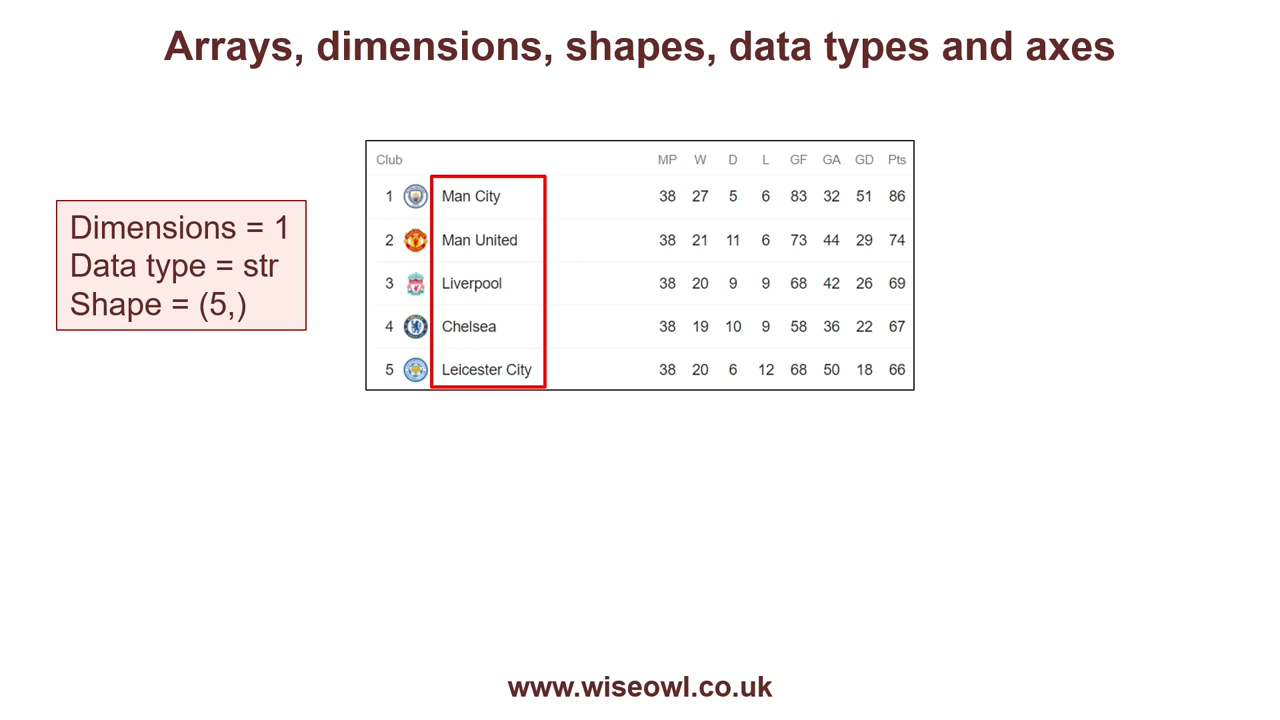 Arrays, dimensions, shapes, data types and axes
Dimensions = 1
Data type = str
Shape = (5,)
Club MP W D L GF GA GD Pts
1 Man City 38 27 5 6 83 32 51 86
2 Man United 38 21 11 6 73 44 29 74
3 Liverpool 38 20 9 9 68 42 26 69
4 Chelsea 38 19 10 9 58 36 22 67
5 Leicester City 38 20 6 12 68 50 18 66
www.wiseowl.co.uk